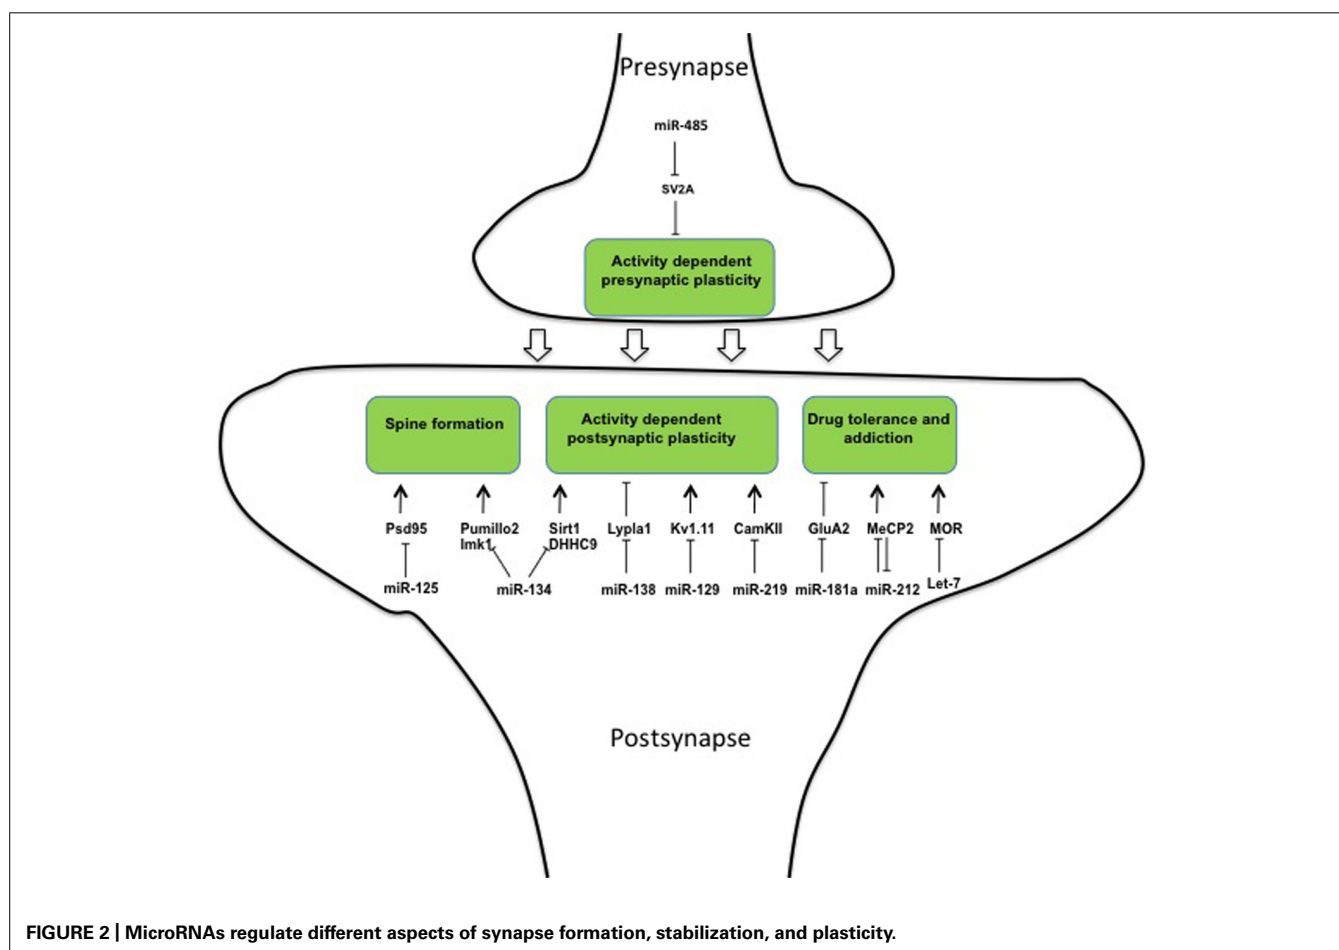 Presynapse
miR-485
SV2A
Activity dependent
presynaptic plasticity
Spine formation
Activity dependent
postsynaptic plasticity
Drug tolerance and
addiction
Psd95
Pumillo2
Imk1
Sirt1
DHHC9
Lypla1
Kv1.11
CamKII
GluA2
MeCP2
MOR
miR-125
miR-134
miR-138
miR-129
miR-219
miR-181a
miR-212
Let-7
Postsynapse
FIGURE 2 | MicroRNAs regulate different aspects of synapse formation, stabilization, and plasticity.